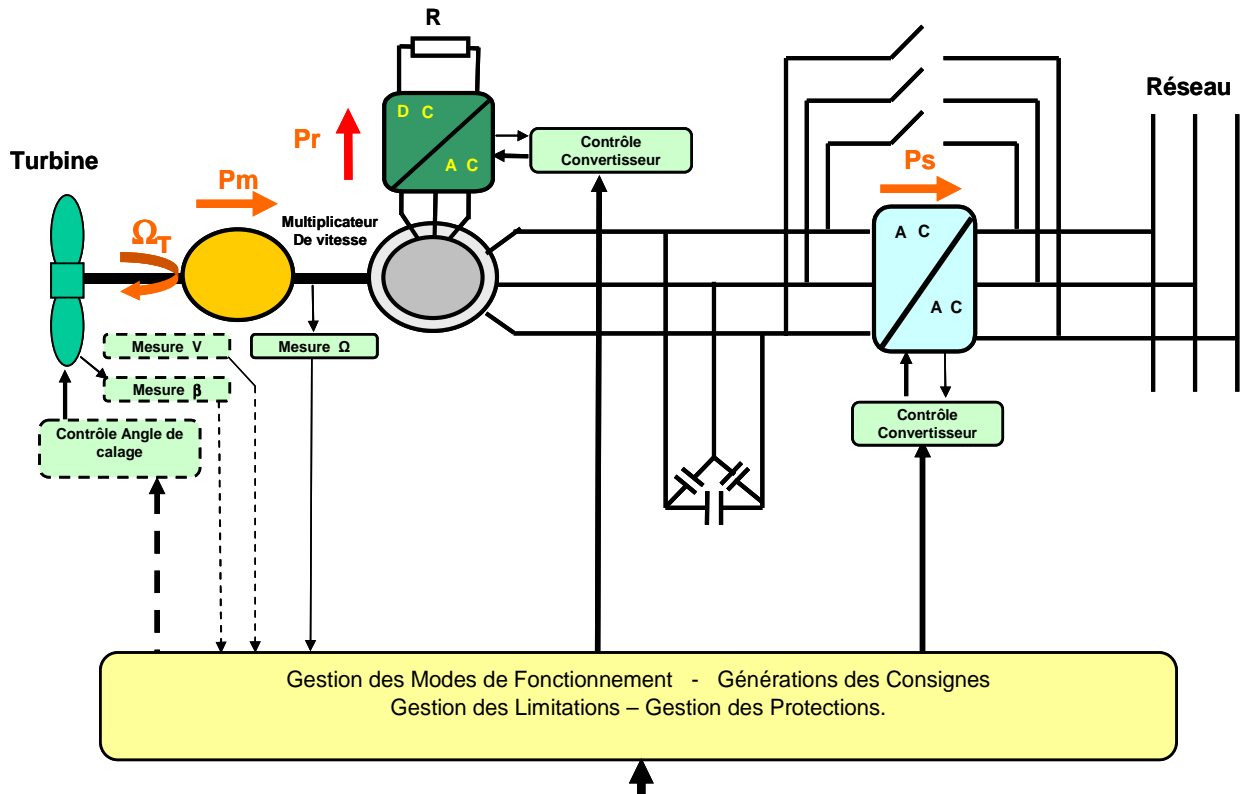 R
D C
A C
Pr
Contrôle
Convertisseur
Réseau
Turbine
Pm
Ps
Multiplicateur
De vitesse
ΩT
A C
A C
Mesure V
Mesure Ω
Mesure β
Contrôle Angle de
calage
Contrôle
Convertisseur
Gestion des Modes de Fonctionnement - Générations des Consignes
Gestion des Limitations – Gestion des Protections.